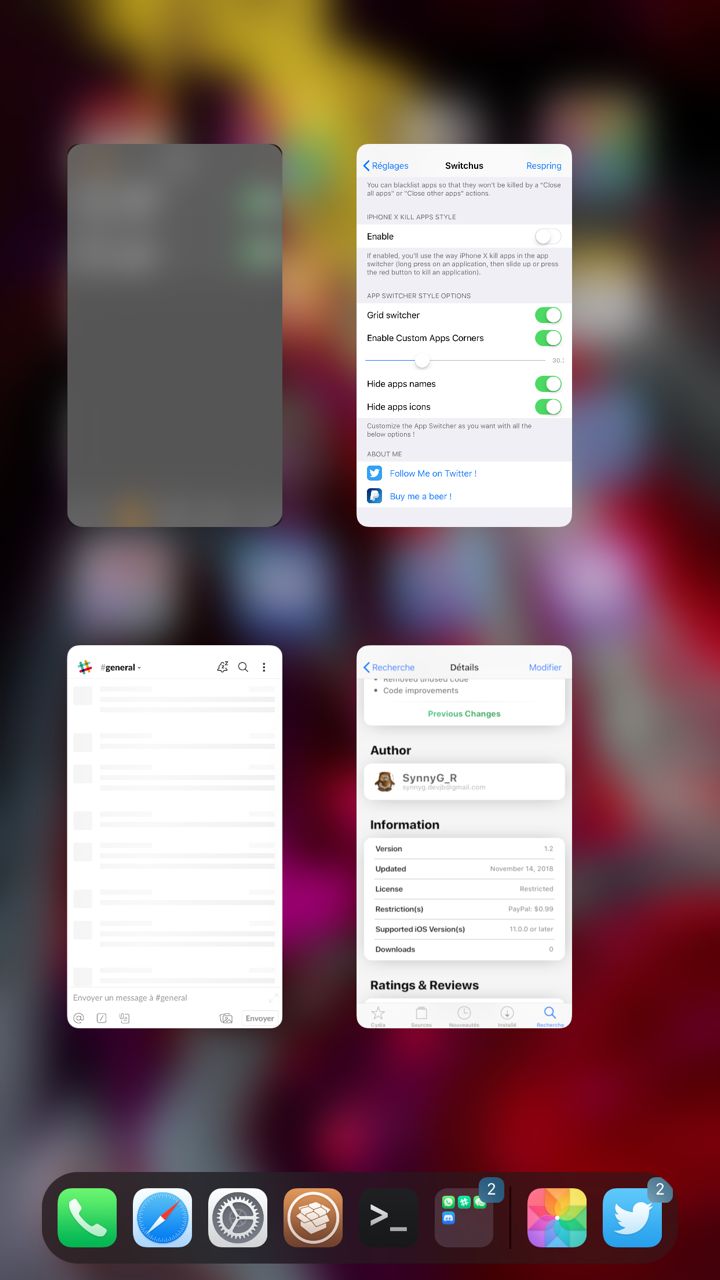 Réglages
Switchus
Respring
You can blacklist apps so that they won't be killed by a "Close
all apps" or "Close other apps" actions.
IPHONE X KILL APPS STYLE
Enable
If enabled, you'll use the way iPhone X kill apps in the app
switcher (long press on an application, then slide up or press
the red button to kill an application).
APP SWITCHER STYLE OPTIONS
Grid switcher
Enable Custom Apps Corners
Hide apps names
Hide apps icons
Customize the App Switcher as you want with all the
below options !
ABOUT ME
Follow Me on Twitter !
Buy me a beer !
#general
Envoyer un message à #general
Envoyer
Recherche
Détails
Modifier
Removed unused code
Code improvements
Previous Changes
Author
SynnyG_R
synnyg.devjb@gmail.com
Information
Version 1.2
Updated November 14, 2018
License Restricted
Restriction(s) PayPal: $0.99
Supported iOS Version(s) 11.0.0 or later
Downloads 0
Ratings & Reviews
Cydia
Sources
Nouveautés
Installé
Recherche
>_
2
2